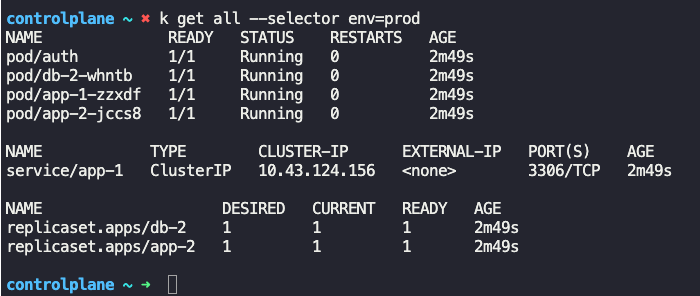 controlplane ~ ✖ k get all --selector env=prod
NAME READY STATUS RESTARTS AGE
pod/auth 1/1 Running 0 2m49s
pod/db-2-whntb 1/1 Running 0 2m49s
pod/app-1-zzxdf 1/1 Running 0 2m49s
pod/app-2-jccs8 1/1 Running 0 2m49s
NAME TYPE CLUSTER-IP EXTERNAL-IP PORT(S) AGE
service/app-1 ClusterIP 10.43.124.156 <none> 3306/TCP 2m49s
NAME DESIRED CURRENT READY AGE
replicaset.apps/db-2 1 1 1 2m49s
replicaset.apps/app-2 1 1 1 2m49s
controlplane ~ ➜